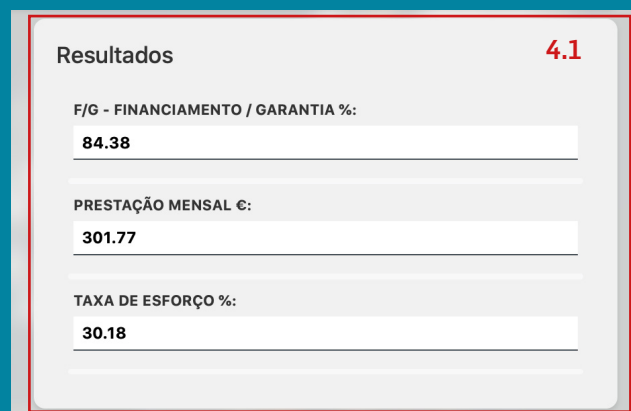 Resultados
4.1
F/G - FINANCIAMENTO / GARANTIA %:
84.38
PRESTAÇÃO MENSAL €:
301.77
TAXA DE ESFORÇO %:
30.18